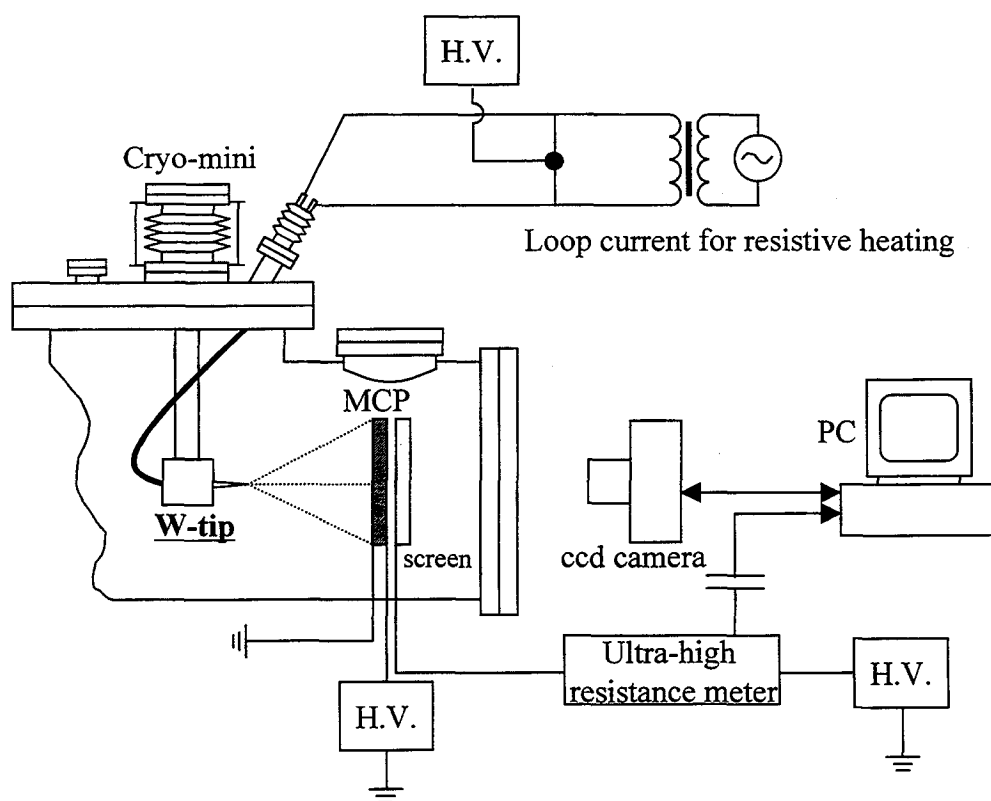 H.V.
Cryo-mini
Loop current for resistive heating
MCP
PC
W-tip
screen
ccd camera
Ultra-high
resistance meter
H.V.
H.V.